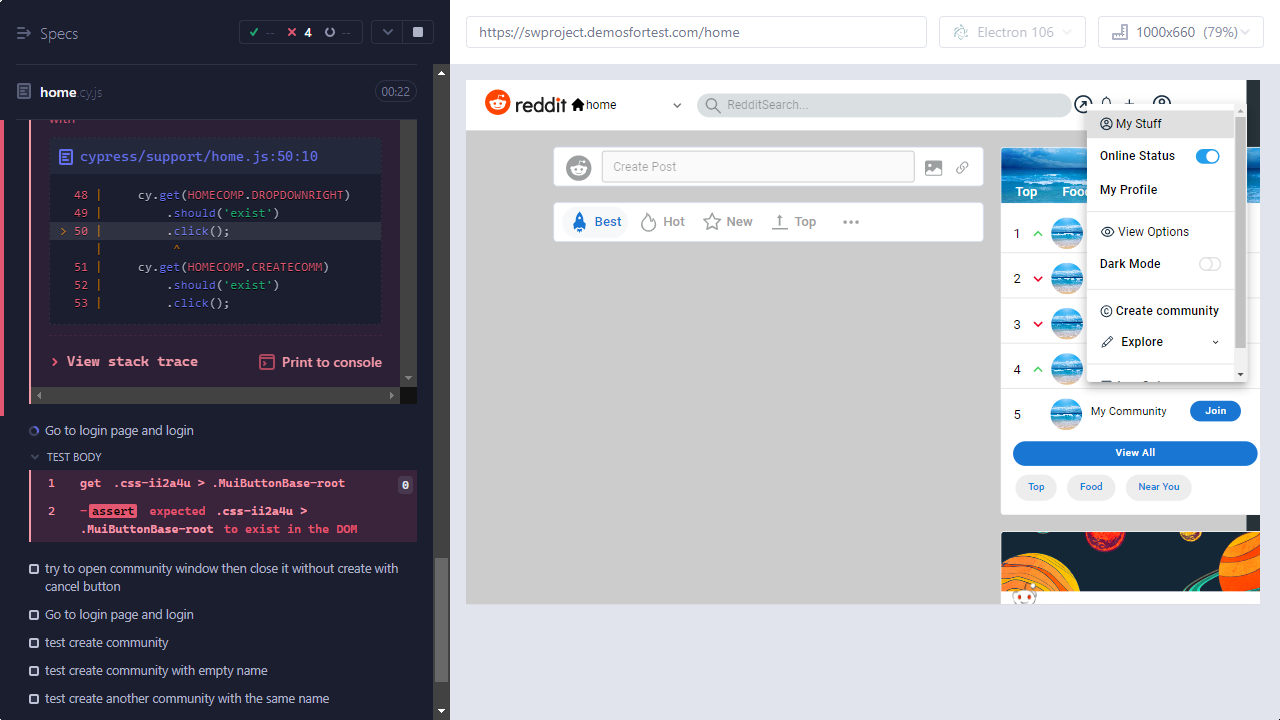 Specs
--
4
--
https://swproject.demosfortest.com/home
Electron 106
1000x660 (79%)
home.cy.js
00:22
with
cypress/support/home.js:50:10
48 | cy.get(HOMECOMP.DROPDOWNRIGHT)
49 | .should('exist')
> 50 | .click();
| ^
51 | cy.get(HOMECOMP.CREATECOMM)
52 | .should('exist')
53 | .click();
View stack trace
Print to console
Go to login page and login
TEST BODY
1 get .css-ii2a4u > .MuiButtonBase-root 0
2 -assert expected .css-ii2a4u >
.MuiButtonBase-root to exist in the DOM
try to open community window then close it without create with
cancel button
Go to login page and login
test create community
test create community with empty name
test create another community with the same name
reddit
home
RedditSearch...
Create Post
Best
Hot
New
Top
My Stuff
Online Status
My Profile
View Options
Dark Mode
Create community
Explore
Top
1
2
3
4
5
My Community
Join
View All
Top
Food
Near You